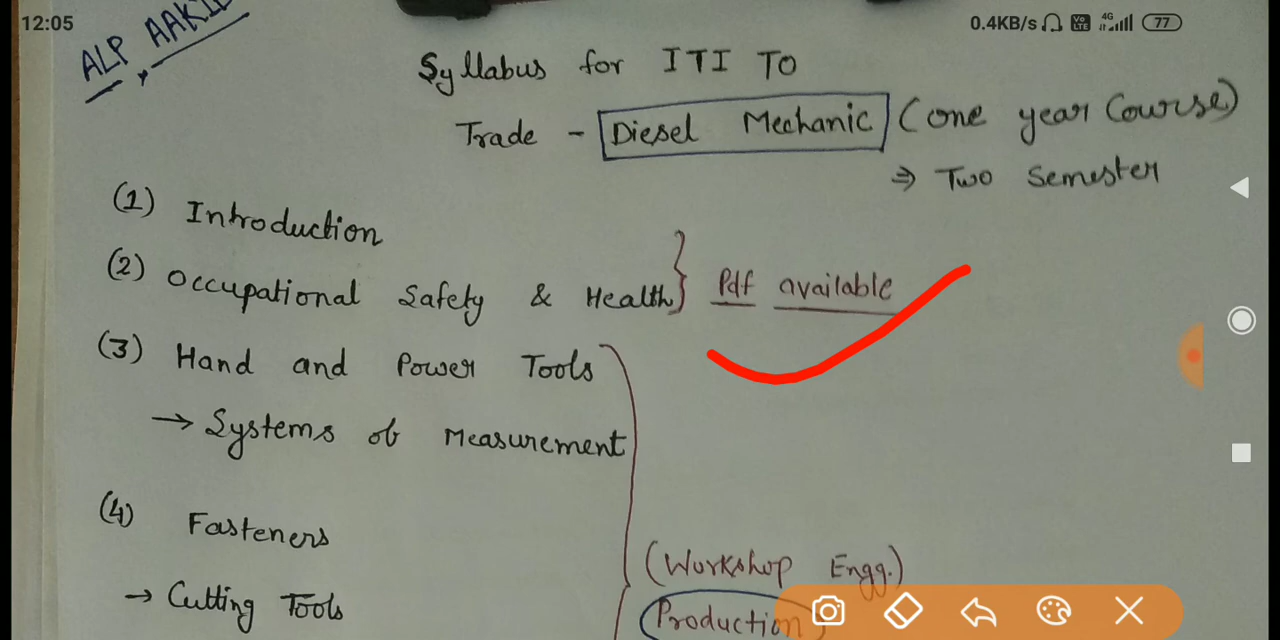 12:05
0.4KB/s 4G 77
ALP
Syllabus for ITI TO
Trade - Diesel Mechanic (One year Course)
⇒ Two Semester
(1) Introduction
(2) Occupational Safety & Health} Pdf available
(3) Hand and Power Tools
→ Systems of Measurement
(4) Fasteners
(Workshop Engg.)
→ Cutting Tools
Production